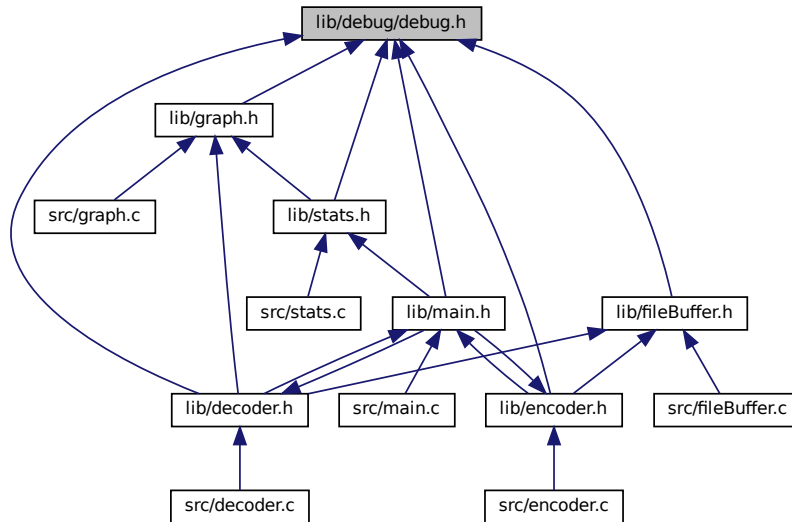 lib/debug/debug.h
lib/graph.h
src/graph.c
lib/stats.h
src/stats.c
lib/main.h
lib/fileBuffer.h
lib/decoder.h
src/main.c
lib/encoder.h
src/fileBuffer.c
src/decoder.c
src/encoder.c